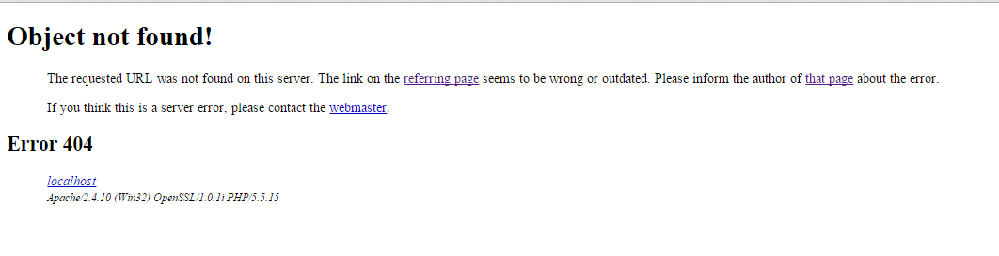 Object not found!
The requested URL was not found on this server. The link on the referring page seems to be wrong or outdated. Please inform the author of that page about the error.
If you think this is a server error, please contact the webmaster.
Error 404
localhost
Apache/2.4.10 (Win32) OpenSSL/1.0.1i PHP/5.5.15